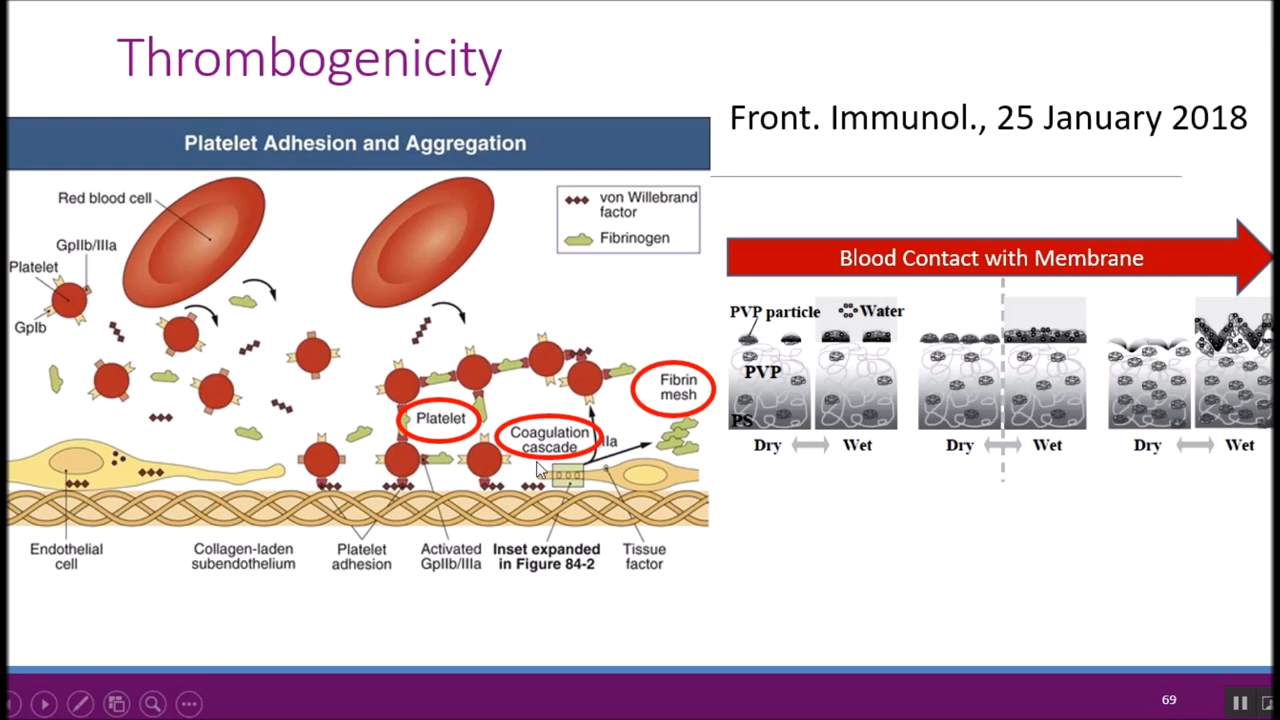 Thrombogenicity
Front. Immunol., 25 January 2018
Platelet Adhesion and Aggregation
Red blood cell
von Willebrand
factor
Fibrinogen
GpIIb/IIIa
Platelet
GpIb
Fibrin
mesh
Platelet
Coagulation
cascade
IIa
Endothelial
cell
Collagen-laden
subendothelium
Platelet
adhesion
Activated
GpIIb/IIIa
Inset expanded
in Figure 84-2
Tissue
factor
Blood Contact with Membrane
PVP particle
Water
PVP
PS
Dry
Wet
Dry
Wet
Dry
Wet
69